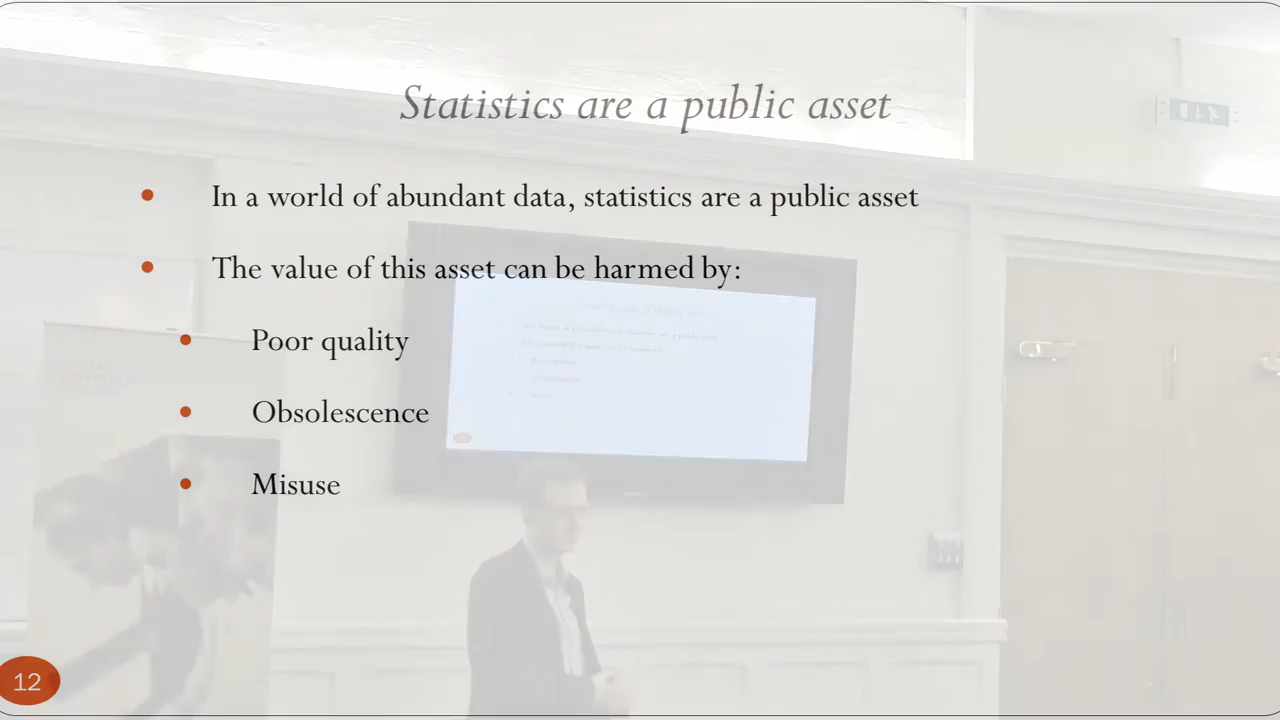 Statistics are a public asset
In a world of abundant data, statistics are a public asset
The value of this asset can be harmed by:
Poor quality
Obsolescence
Misuse
12